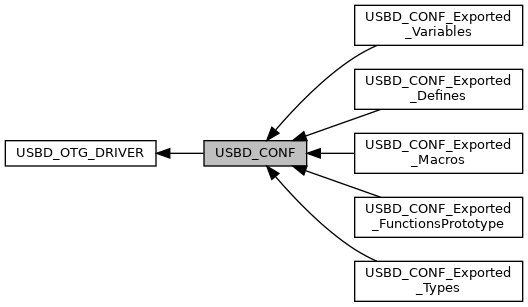 USBD_CONF_Exported
_Variables
USBD_CONF_Exported
_Defines
USBD_OTG_DRIVER
USBD_CONF
USBD_CONF_Exported
_Macros
USBD_CONF_Exported
_FunctionsPrototype
USBD_CONF_Exported
_Types